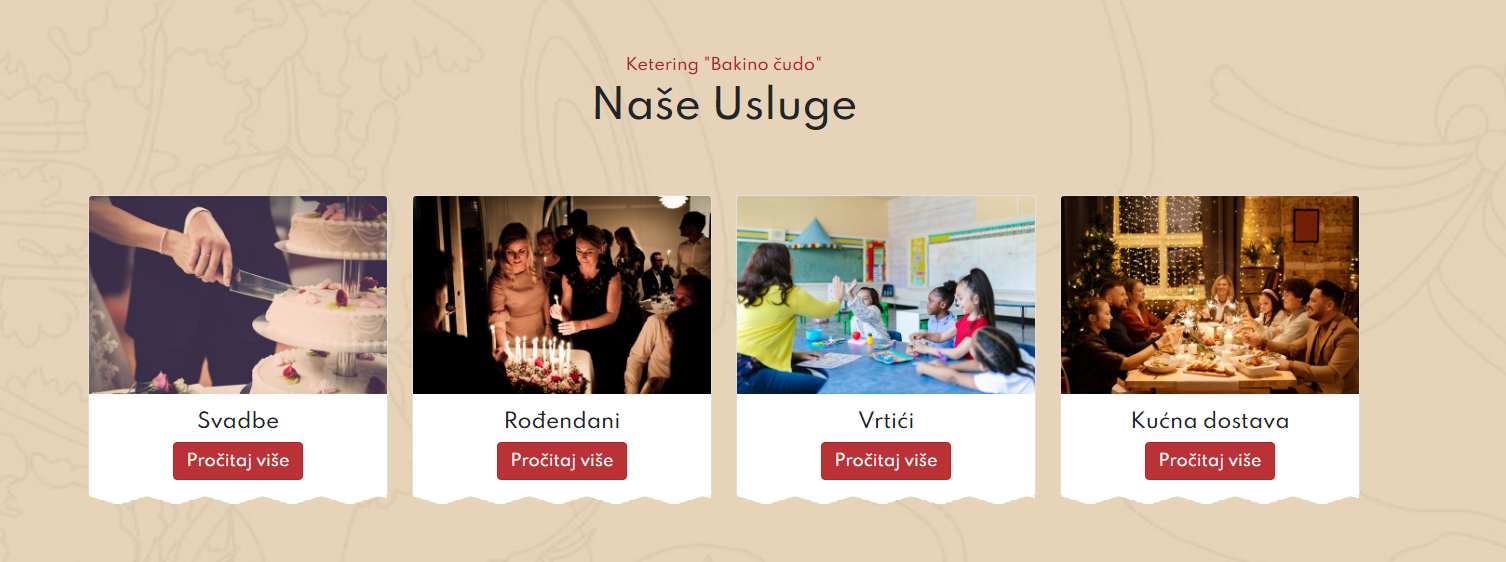 Ketering "Bakino čudo"
Naše Usluge
Svadbe
Pročitaj više
Rođendani
Pročitaj više
Vrtići
Pročitaj više
Kućna dostava
Pročitaj više